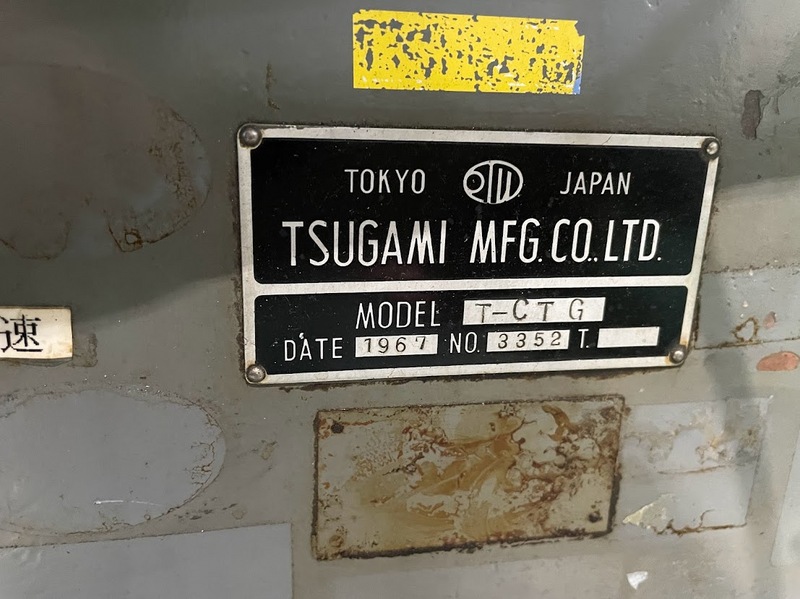 TOKYO JAPAN
TSUGAMI MFG. CO., LTD.
MODEL T-CTG
DATE 1967 NO. 3352 T.
速